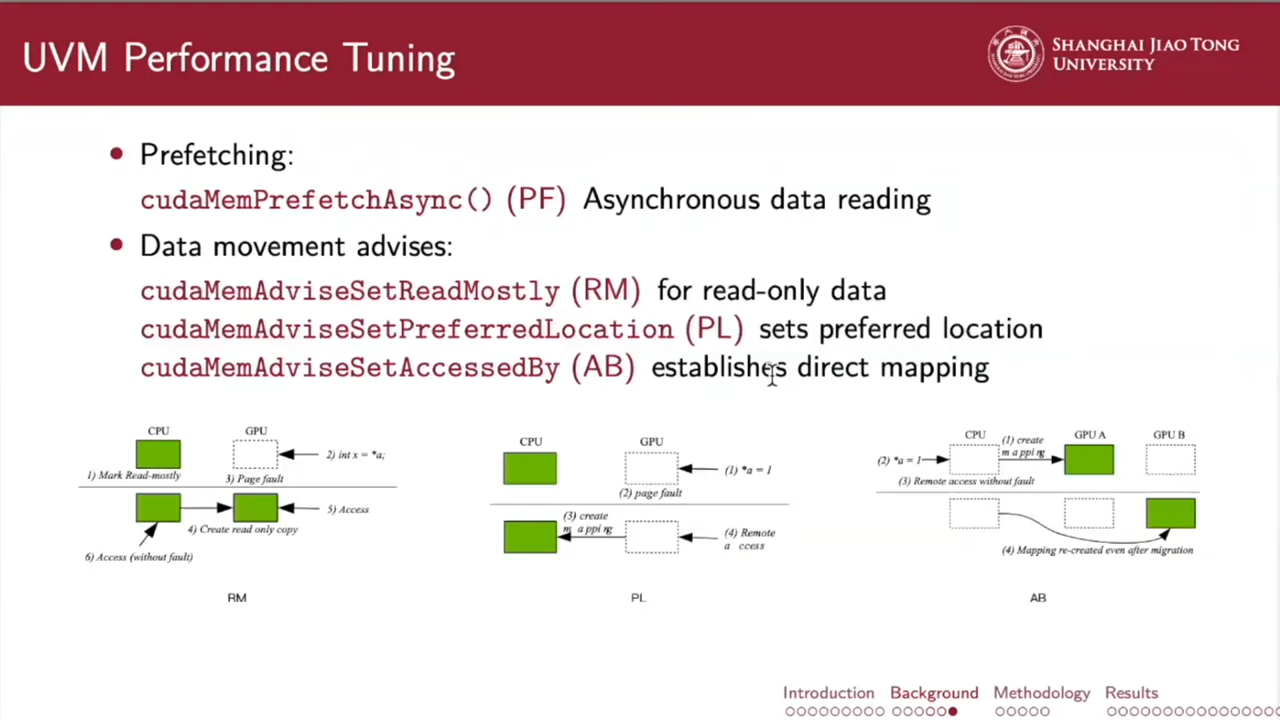 UVM Performance Tuning
SHANGHAI JIAO TONG
UNIVERSITY
Prefetching:
cudaMemPrefetchAsync() (PF) Asynchronous data reading
Data movement advises:
cudaMemAdviseSetReadMostly (RM) for read-only data
cudaMemAdviseSetPreferredLocation (PL) sets preferred location
cudaMemAdviseSetAccessedBy (AB) establishes direct mapping
CPU GPU
2) int x = *a;
1) Mark Read-mostly
3) Page fault
5) Access
4) Create read only copy
6) Access (without fault)
RM
CPU GPU
(1) *a = 1
(2) page fault
(3) create
m appi ng
(4) Remote
a ccess
PL
CPU GPU A GPU B
(1) create
m a ppi ng
(2) *a = 1
(3) Remote access without fault
(4) Mapping re-created even after migration
AB
Introduction Background Methodology Results